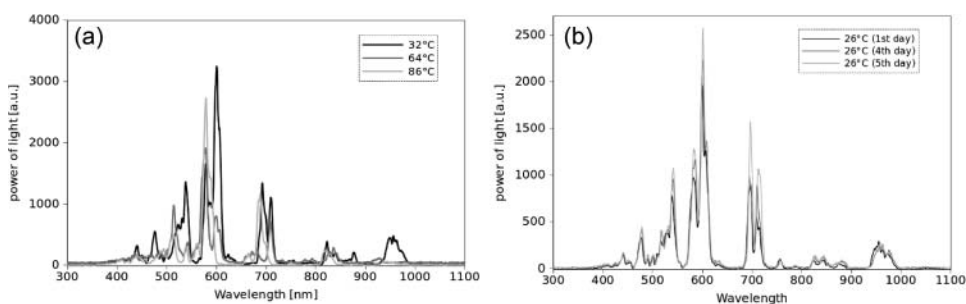 (a)
32°C
64°C
86°C
power of light [a.u.]
4000
3000
2000
1000
0
300 400 500 600 700 800 900 1000 1100
Wavelength [nm]
(b)
26°C (1st day)
26°C (4th day)
26°C (5th day)
power of light [a.u.]
2500
2000
1500
1000
500
0
300 400 500 600 700 800 900 1000 1100
Wavelength